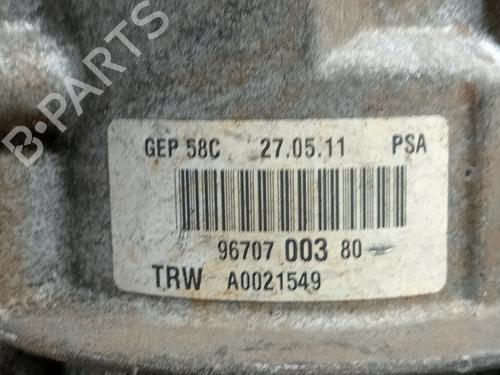 B-PARTS
GEP 58C 27.05.11 PSA
96707 003 80
TRW A0021549